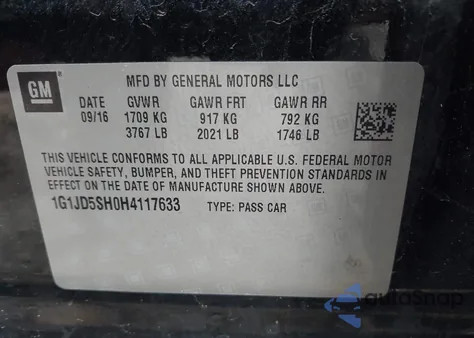 GM
MFD BY GENERAL MOTORS LLC
DATE GVWR GAWR FRT GAWR RR
09/16 1709 KG 917 KG 792 KG
3767 LB 2021 LB 1746 LB
THIS VEHICLE CONFORMS TO ALL APPLICABLE U.S. FEDERAL MOTOR
VEHICLE SAFETY, BUMPER, AND THEFT PREVENTION STANDARDS
IN EFFECT ON THE DATE OF MANUFACTURE SHOWN ABOVE.
1G1JD5SH0H4117633 TYPE: PASS CAR
autoSnap